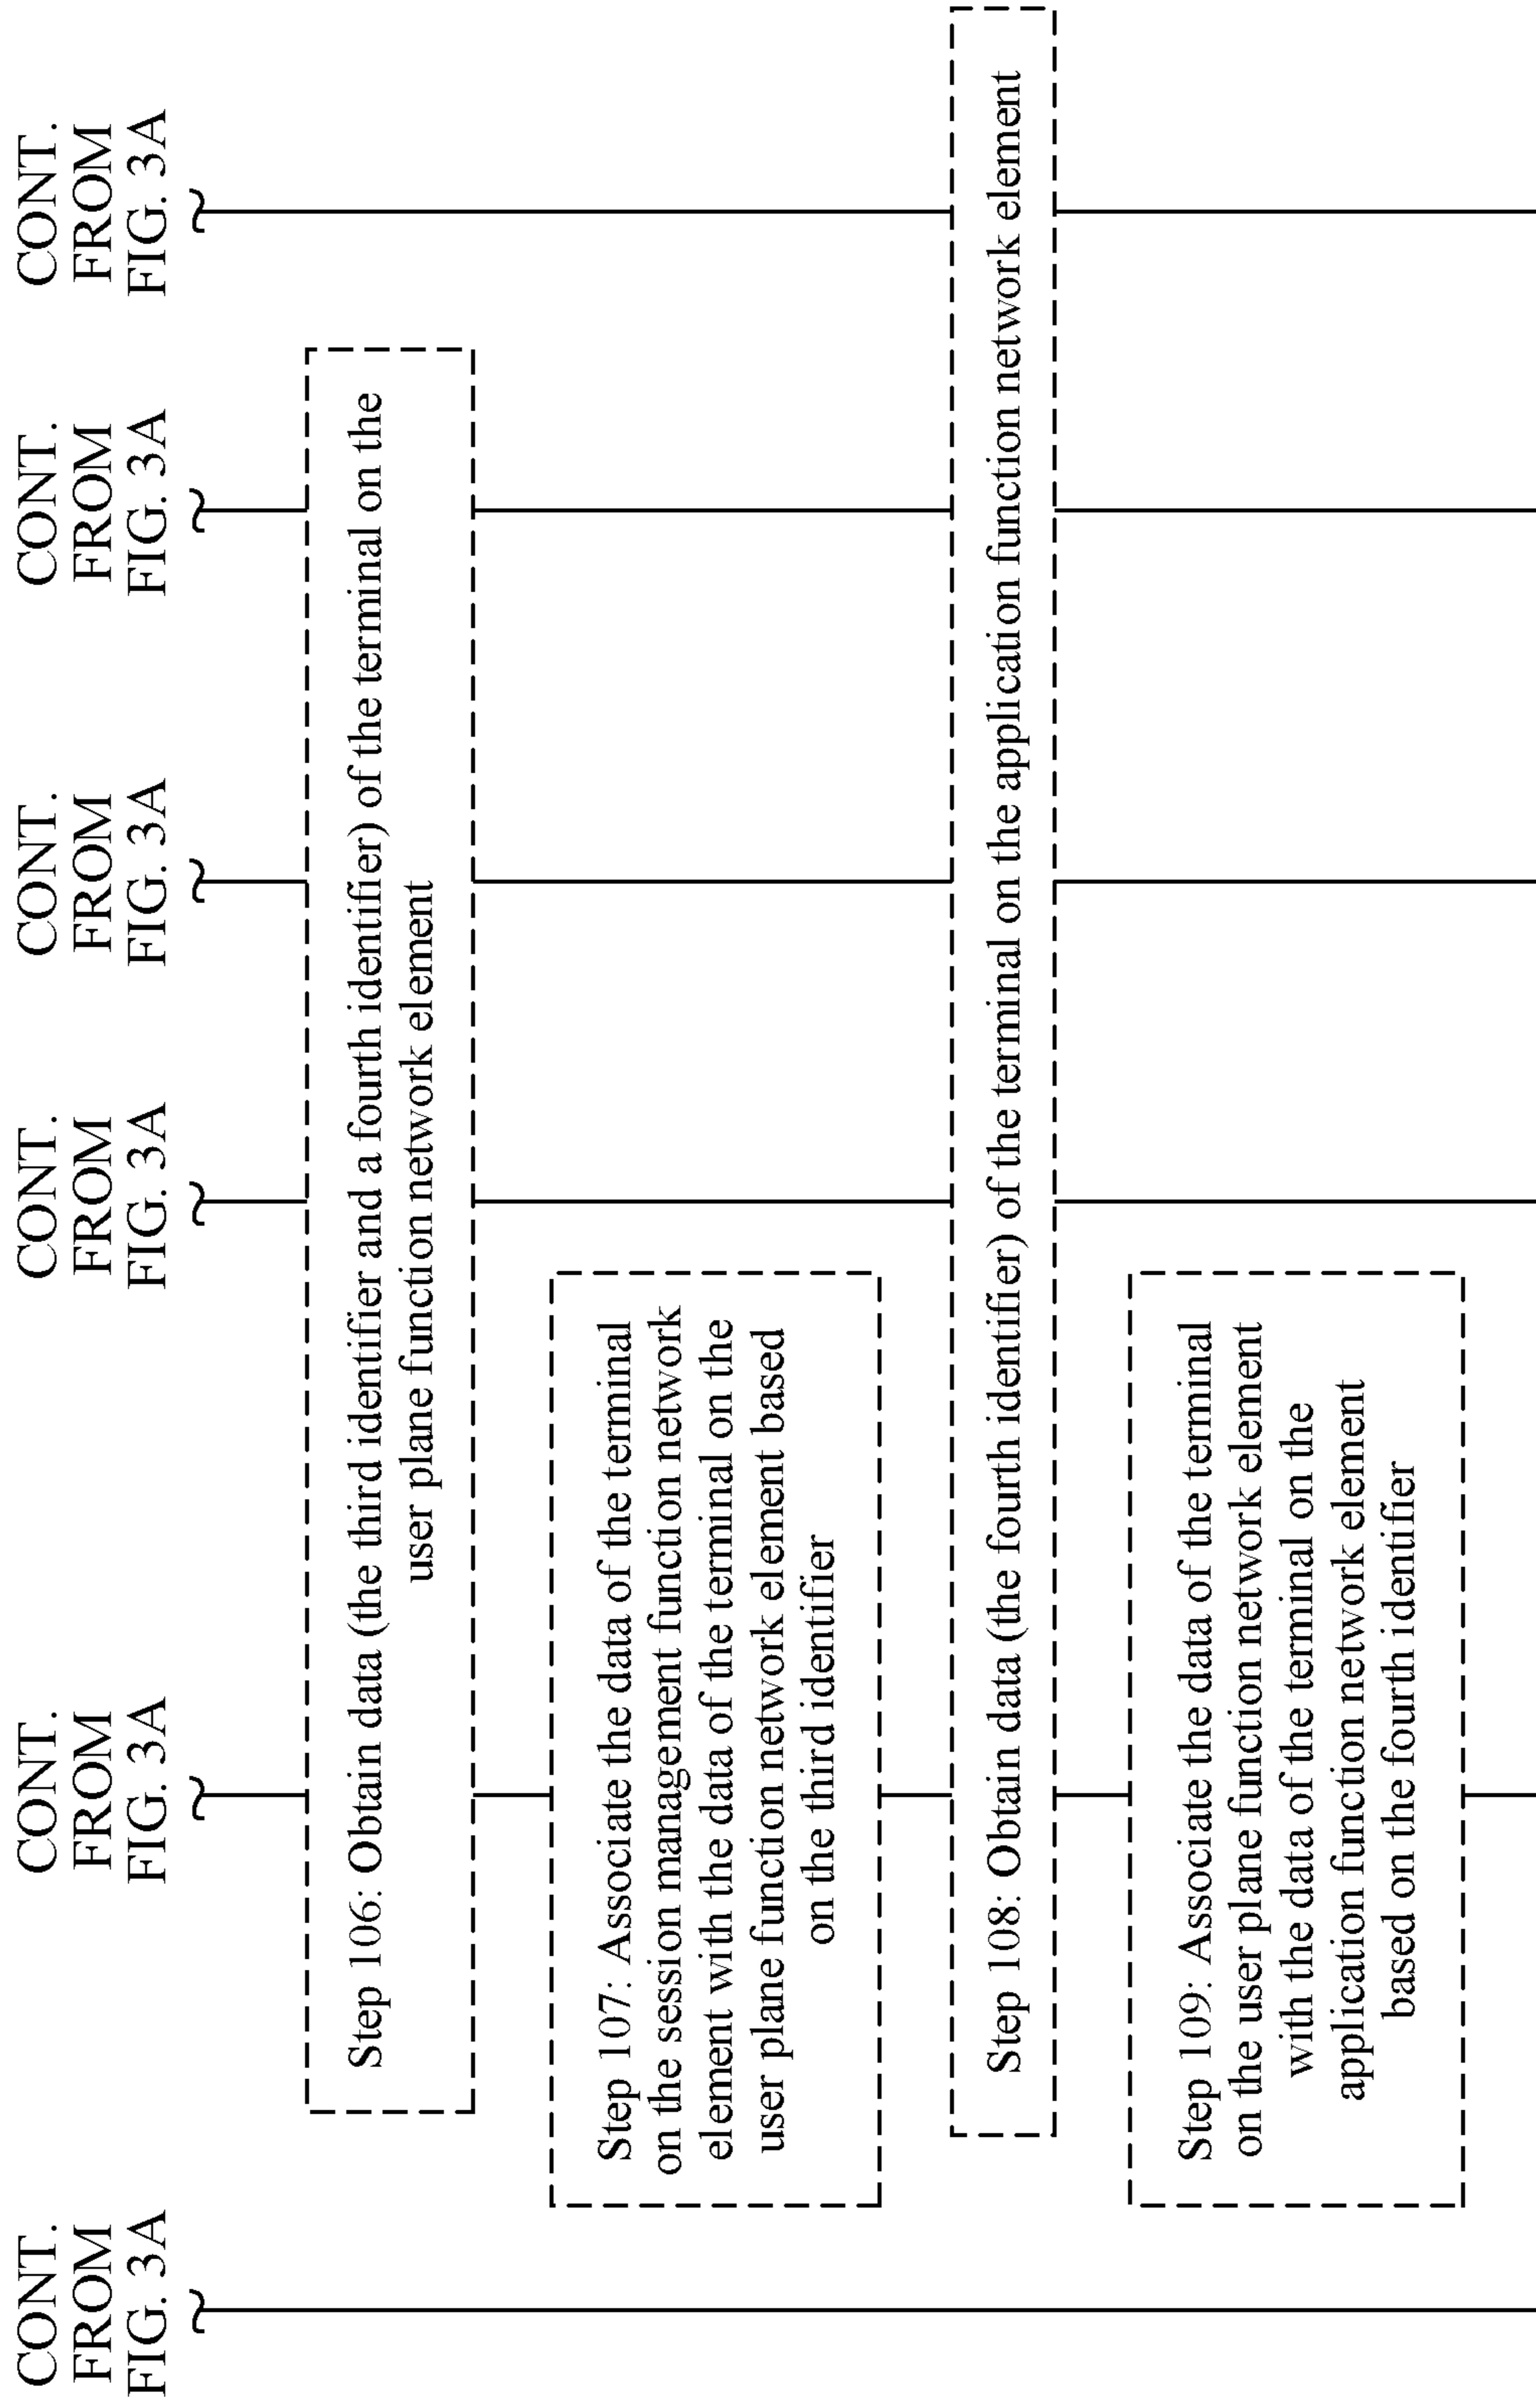 CONT.
FROM
FIG. 3A
CONT.
FROM
FIG. 3A
CONT.
FROM
FIG. 3A
CONT.
FROM
FIG. 3A
CONT.
FROM
FIG. 3A
CONT.
FROM
FIG. 3A
Step 106: Obtain data (the third identifier and a fourth identifier) of the terminal on the
user plane function network element
Step 107: Associate the data of the terminal
on the session management function network
element with the data of the terminal on the
user plane function network element based
on the third identifier
Step 108: Obtain data (the fourth identifier) of the terminal on the application function network element
Step 109: Associate the data of the terminal
on the user plane function network element
with the data of the terminal on the
application function network element
based on the fourth identifier